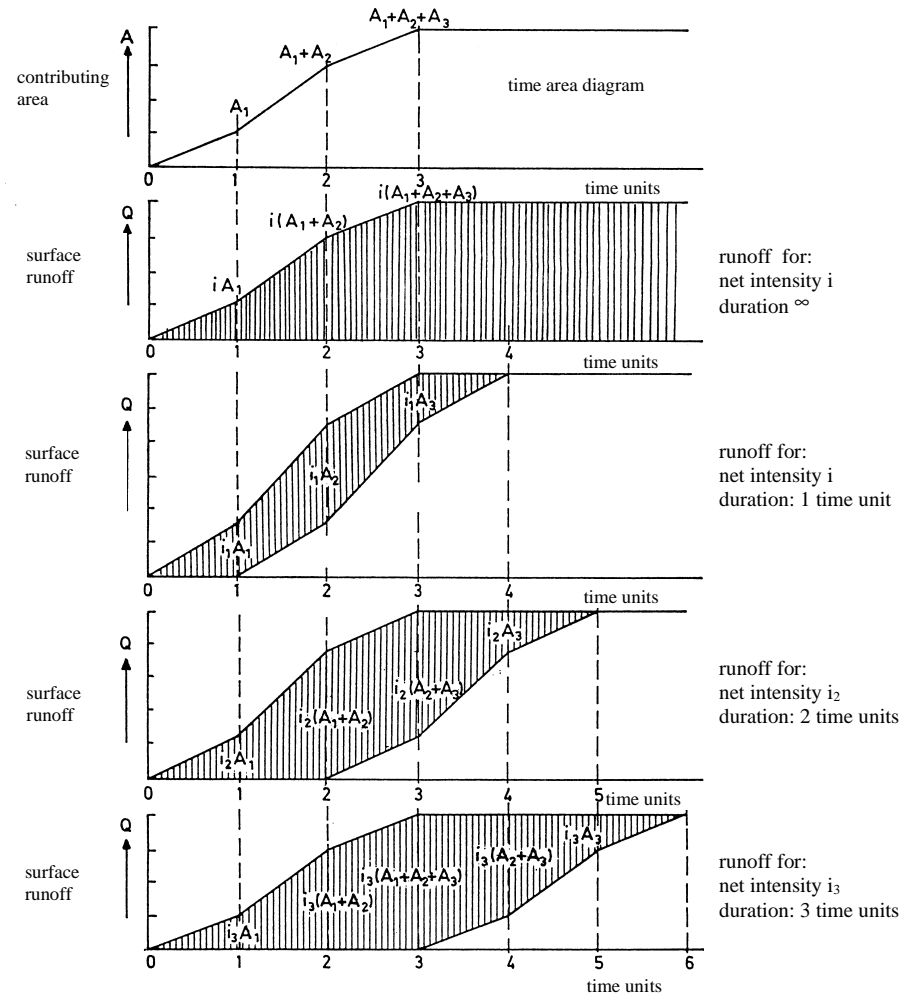 A₁+A₂+A₃
A
A₁+A₂
contributing
area
time area diagram
A₁
0 1 2 3
time units
i(A₁+A₂+A₃)
Q
i(A₁+A₂)
surface
runoff
runoff for:
net intensity i
duration ∞
i A₁
0 1 2 3 4
time units
Q
i₁A₃
surface
runoff
runoff for:
net intensity i
duration: 1 time unit
i₁A₂
i₁A₁
0 1 2 3 4
time units
Q
i₂A₃
surface
runoff
runoff for:
net intensity i₂
duration: 2 time units
i₂(A₂+A₃)
i₂(A₁+A₂)
i₂A₁
0 1 2 3 4 5
time units
Q
i₃A₃
i₃(A₂+A₃)
surface
runoff
runoff for:
net intensity i₃
duration: 3 time units
i₃(A₁+A₂+A₃)
i₃(A₁+A₂)
i₃A₁
0 1 2 3 4 5 6
time units